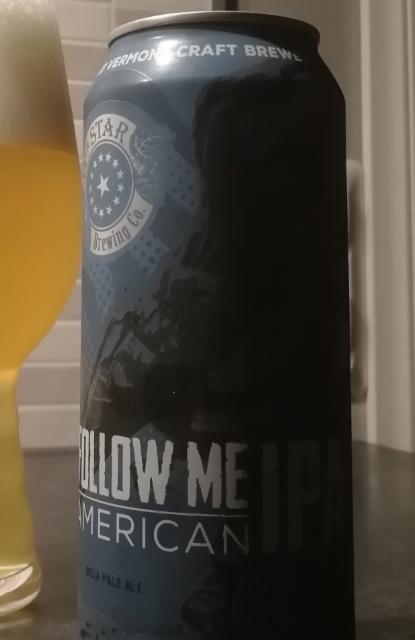 VERMONT CRAFT BREWE
STAR
Brewing Co.
FOLLOW ME
AMERICAN IPA
INDIA PALE ALE